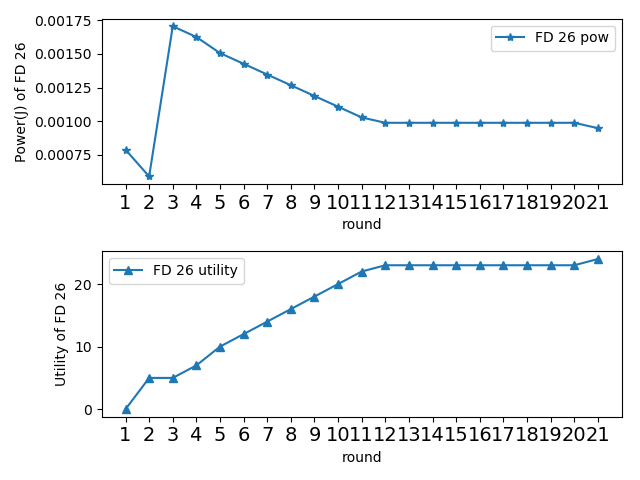 Power(J) of FD 26
0.00175
0.00150
0.00125
0.00100
0.00075
FD 26 pow
1 2 3 4 5 6 7 8 9 10 11 12 13 14 15 16 17 18 19 20 21
round
Utility of FD 26
20
10
0
FD 26 utility
1 2 3 4 5 6 7 8 9 10 11 12 13 14 15 16 17 18 19 20 21
round